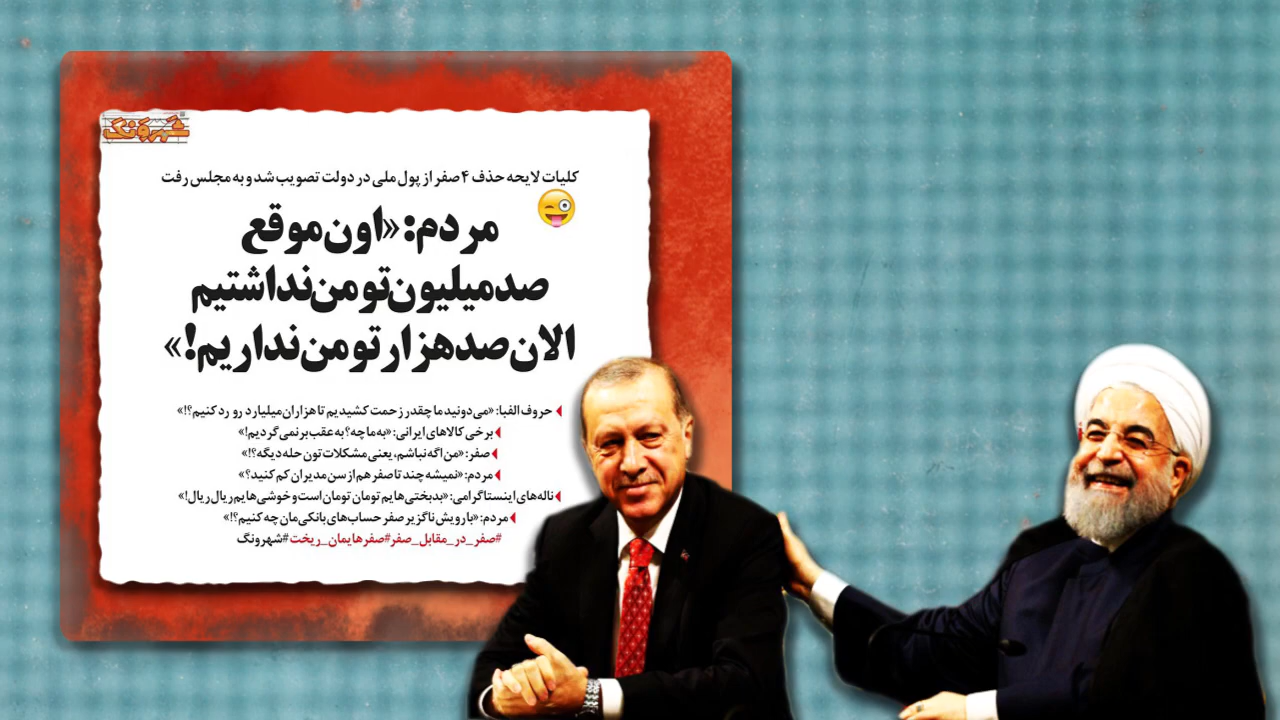 شهرونگ
کلیات لایحه حذف ۴ صفر از پول ملی در دولت تصویب شد و به مجلس رفت
مردم: «اون موقع
صد میلیون تومن نداشتیم
الان صد هزار تومن نداریم!»
حروف الفبا: «می‌دونید ما چقدر زحمت کشیدیم تا هزاران میلیارد رو رد کنیم؟!»
برخی کالاهای ایرانی: «به ما چه؟ به عقب برنمی‌گردیم!»
صفر: «من اگه نباشم، یعنی مشکلات‌تون حله دیگه؟!»
مردم: «نمیشه چند تا صفر هم از سن مدیران کم کنید؟»
ناله‌های اینستاگرامی: «بدبختی‌هایم تومان تومان است و خوشی‌هایم ریال ریال!»
مردم: «با رویش ناگزیر صفر حساب‌های بانکی‌مان چه کنیم؟!»
#صفر_در_مقابل_صفر#صفرهایمان_ریخت #شهرونگ